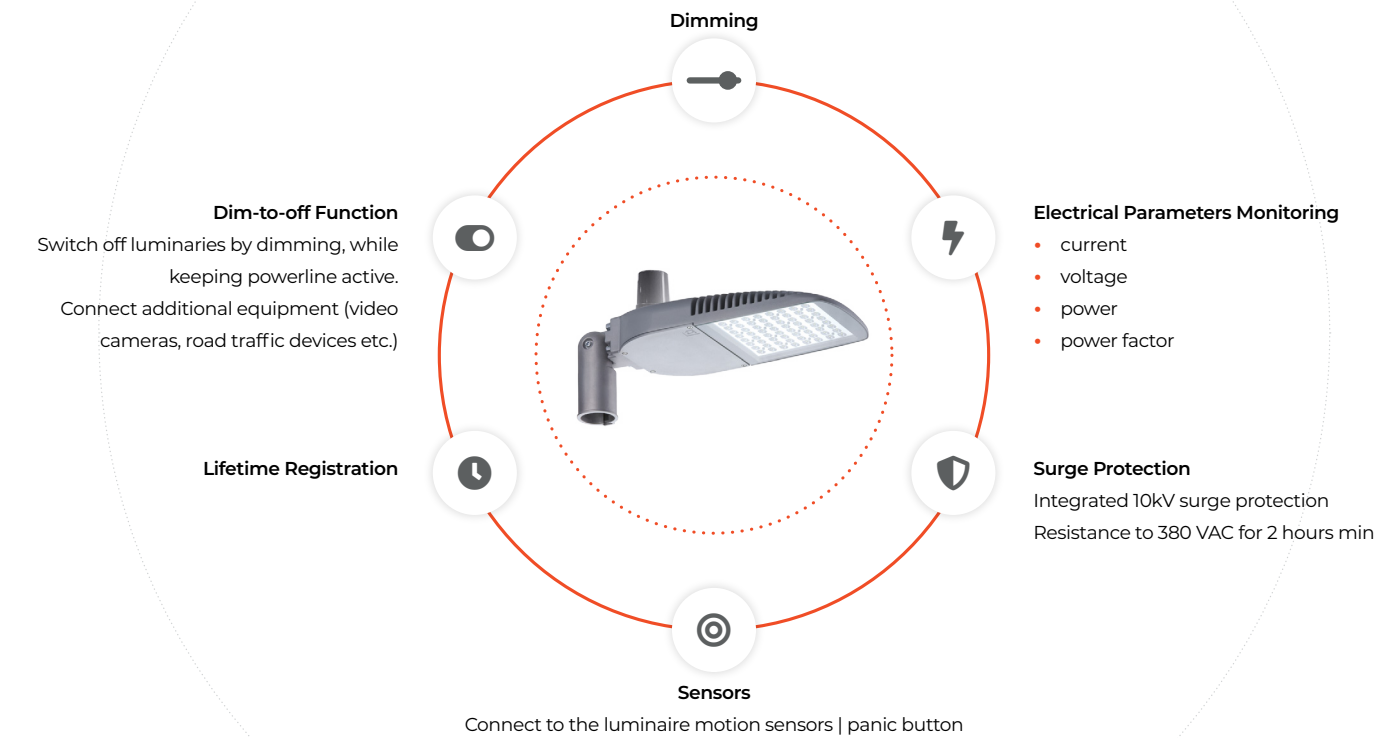 Dimming
Dim-to-off Function
Switch off luminaries by dimming, while
keeping powerline active.
Connect additional equipment (video
cameras, road traffic devices etc.)
Electrical Parameters Monitoring
• current
• voltage
• power
• power factor
Lifetime Registration
Surge Protection
Integrated 10kV surge protection
Resistance to 380 VAC for 2 hours min
Sensors
Connect to the luminaire motion sensors | panic button